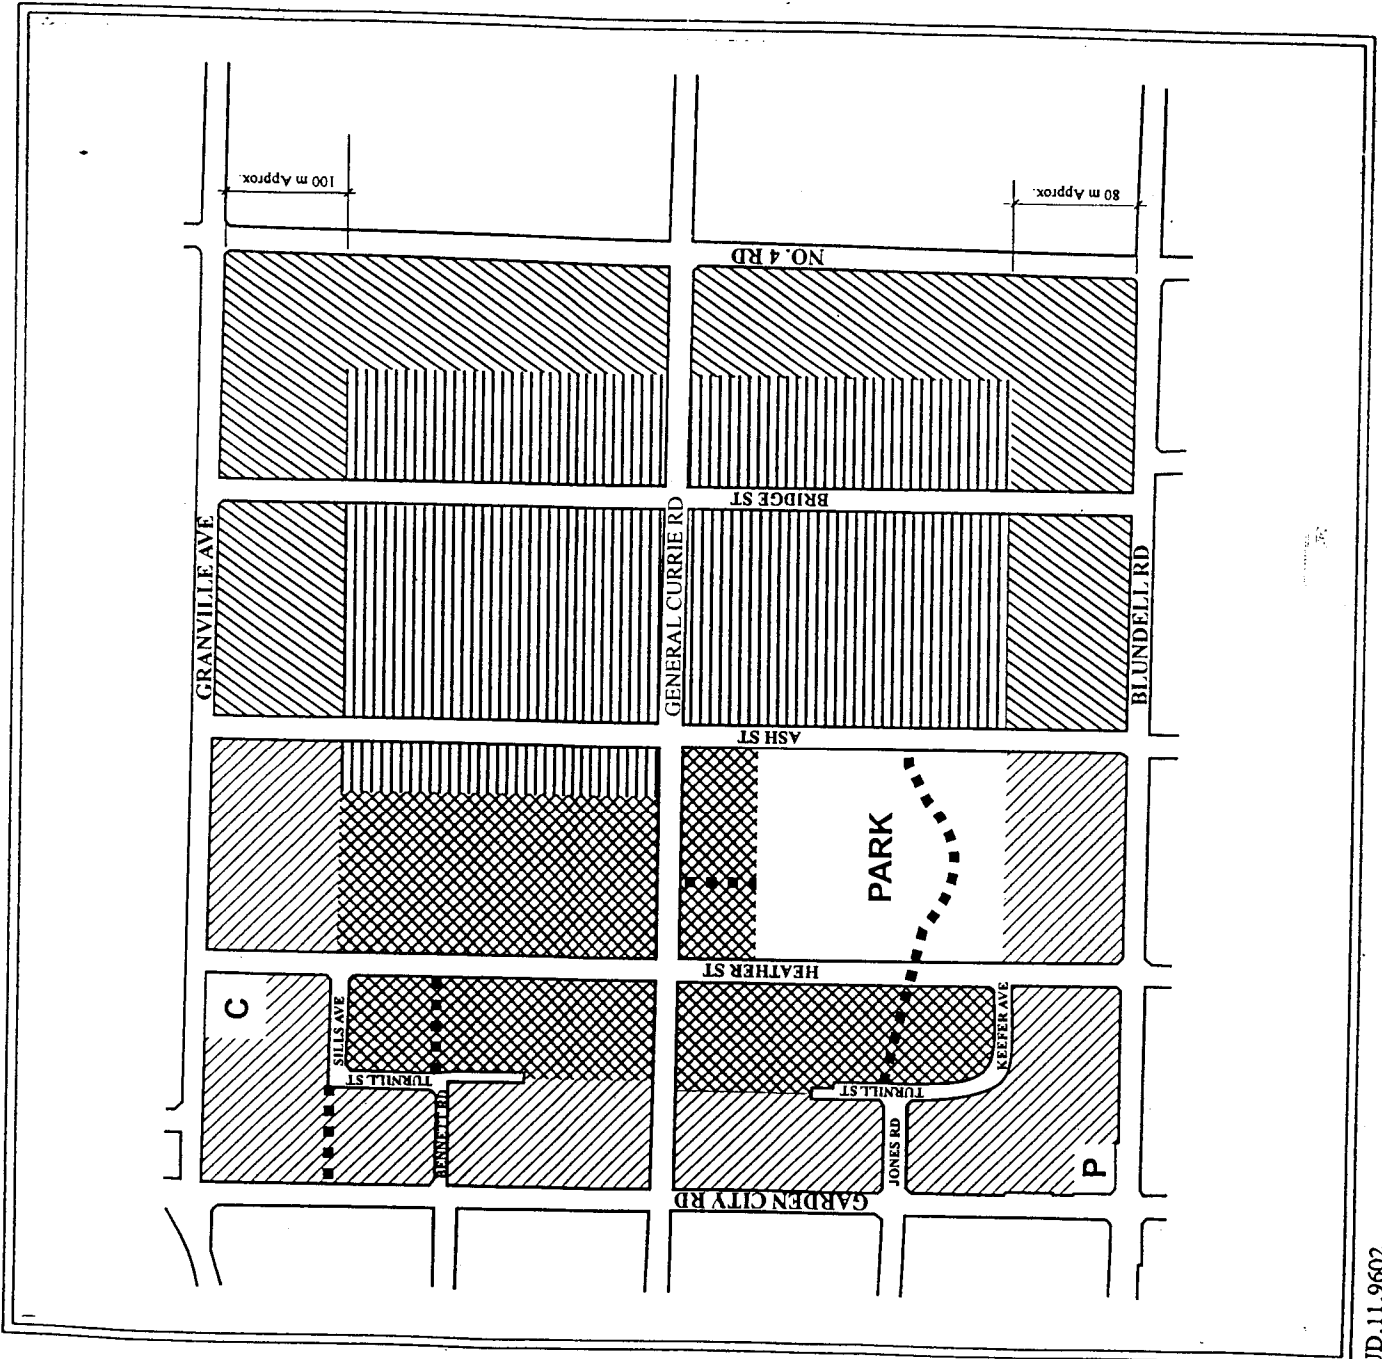 100 m Approx.
80 m Approx.
NO. 4 RD
BRIDGE ST
GRANVILLE AVE
GENERAL CURRIE RD
BLUNDELL RD
ASH ST
PARK
HEATHER ST
C
SILLS AVE
KEEFER AVE
TURNILL ST
TURNILL ST
BENNETT RD
JONES RD
P
GARDEN CITY RD